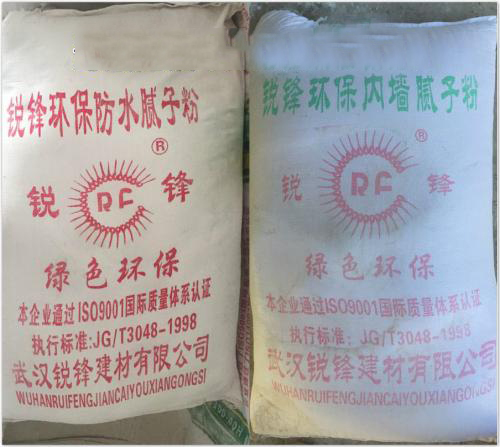 锐锋环保防水腻子粉
®
锐 RF 锋
绿色环保
本企业通过ISO9001国际质量体系认证
执行标准:JG/T3048-1998
武汉锐锋建材有限公司
WUHANRUIFENGJIANCAIYOUXIANGONGSI
锐锋环保内墙腻子粉
®
锐 RF 锋
绿色环保
本企业通过ISO9001国际质量体系认证
执行标准:JG/T3048-1998
武汉锐锋建材有限公司
WUHANRUIFENGJIANCAIYOUXIANGONGSI